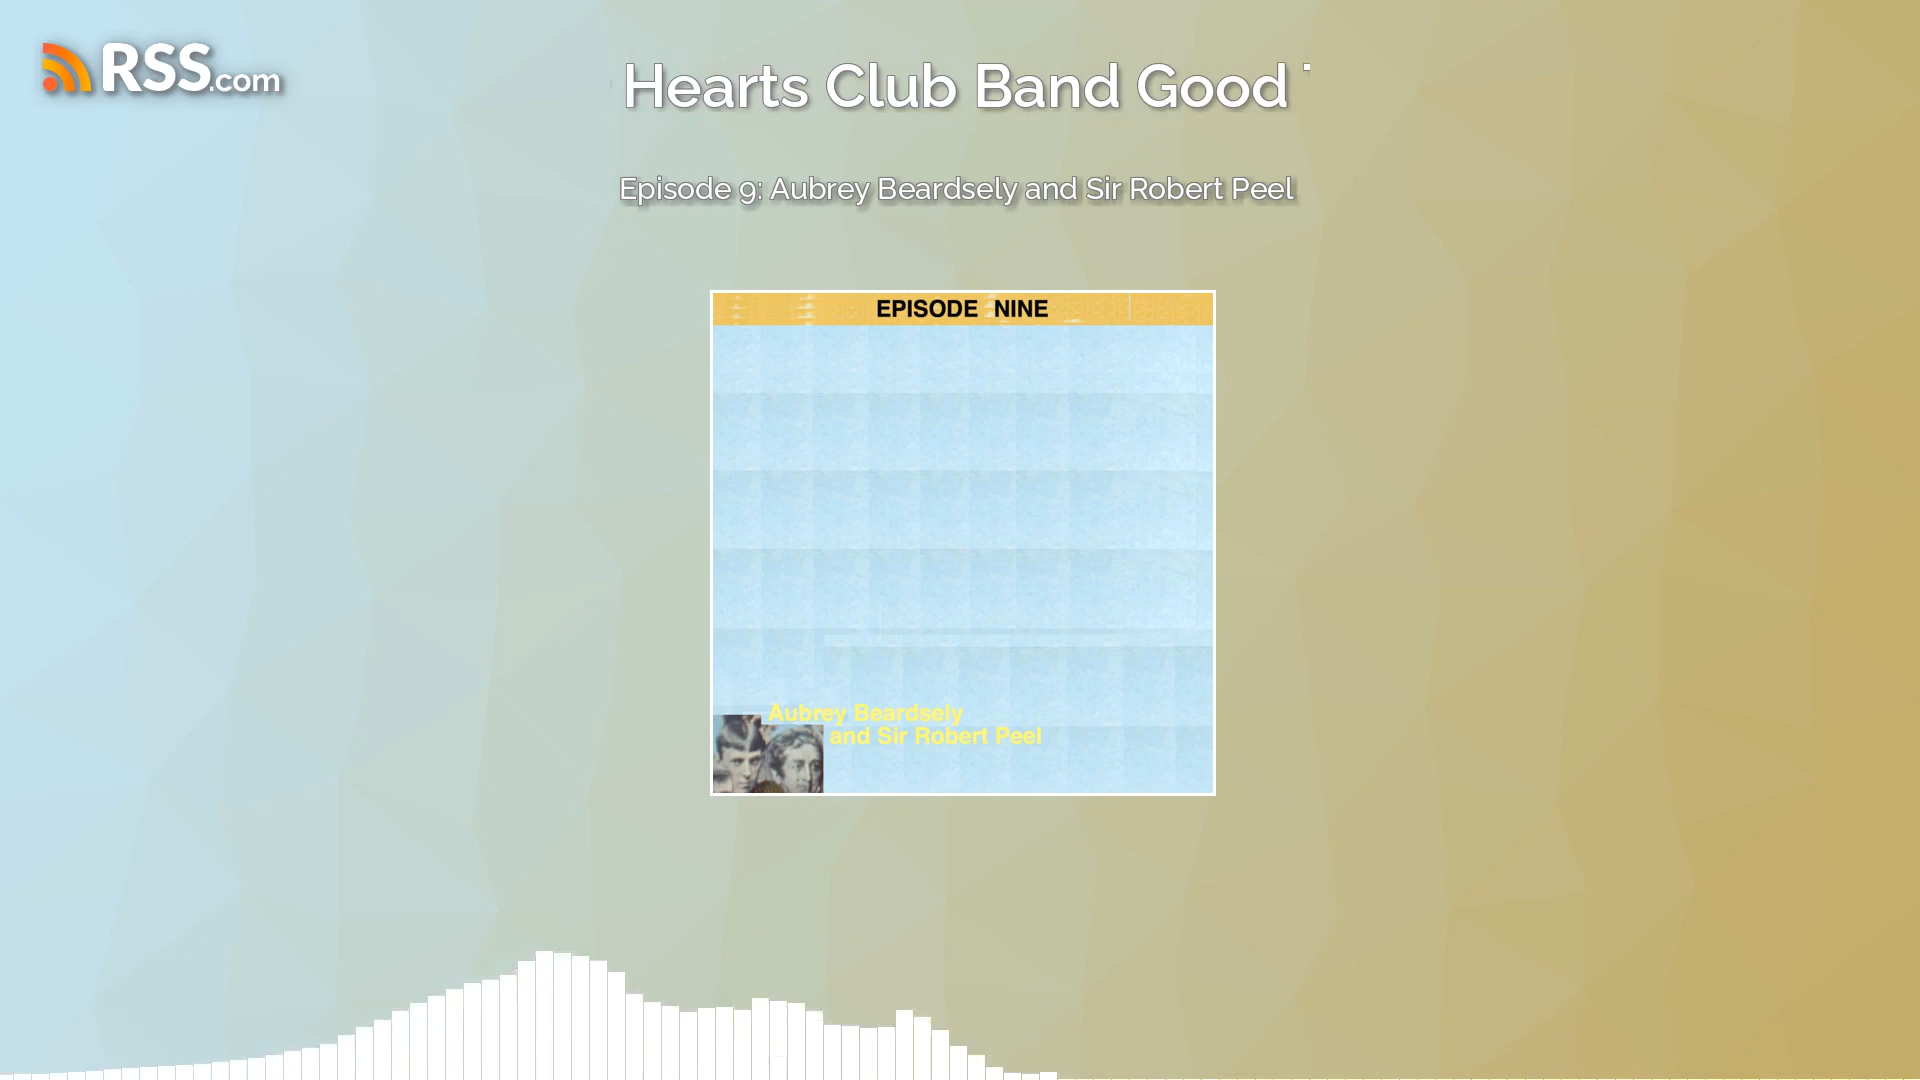 RSS.com
Hearts Club Band Good
Episode 9: Aubrey Beardsely and Sir Robert Peel
EPISODE NINE
Aubrey Beardsely
and Sir Robert Peel